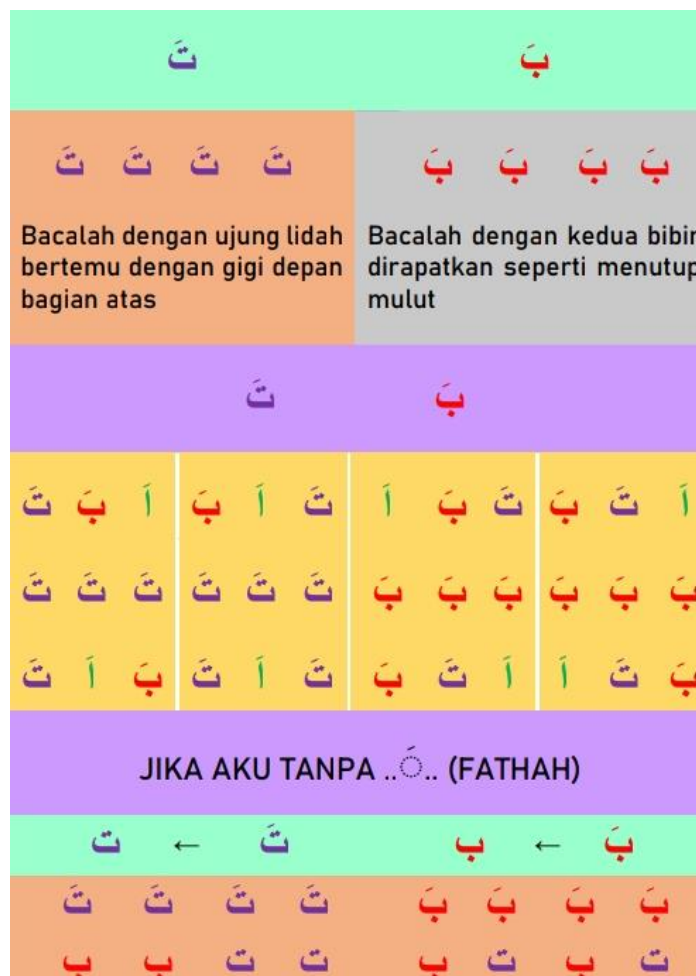 بَ تَ
بَ بَ بَ بَ
Bacalah dengan kedua bibir
dirapatkan seperti menutup
mulut
تَ تَ تَ تَ
Bacalah dengan ujung lidah
bertemu dengan gigi depan
bagian atas
بَ تَ
اَ تَ بَ تَ بَ اَ تَ اَ بَ اَ بَ تَ
بَ بَ بَ بَ بَ بَ تَ تَ تَ تَ تَ تَ
بَ تَ اَ اَ تَ بَ تَ اَ تَ بَ اَ تَ
JIKA AKU TANPA ..◌َ.. (FATHAH)
بَ ← ب تَ ← ت
بَ بَ بَ بَ تَ تَ تَ تَ
ت ب ت ب ت ت ب ب